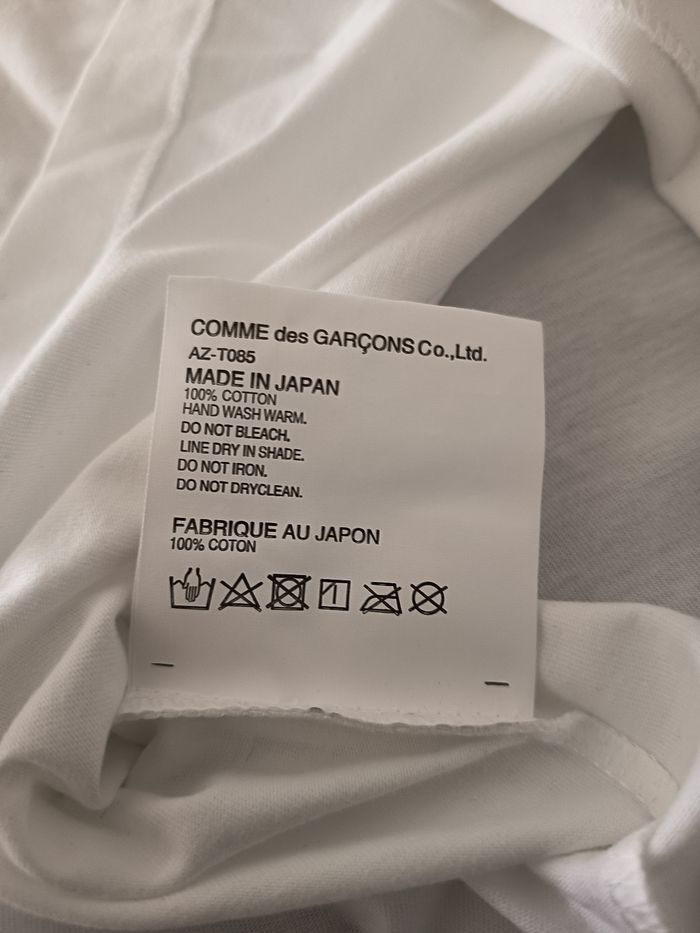 COMME des GARÇONS Co.,Ltd.
AZ-T085
MADE IN JAPAN
100% COTTON
HAND WASH WARM.
DO NOT BLEACH.
LINE DRY IN SHADE.
DO NOT IRON.
DO NOT DRYCLEAN.
FABRIQUE AU JAPON
100% COTON